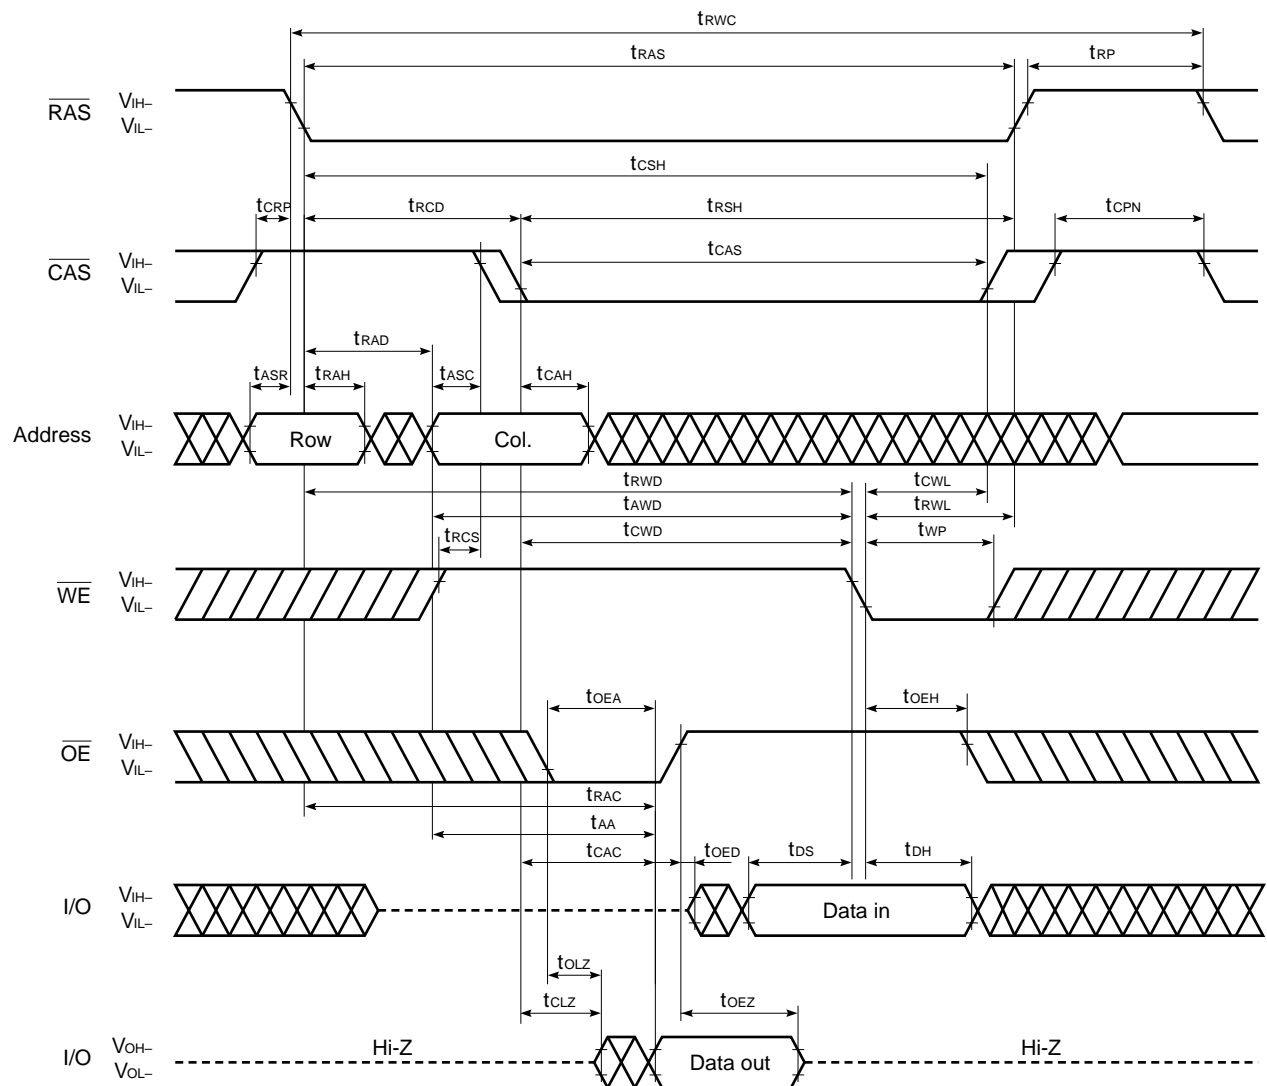 tRWC
tRAS
tRP
RAS
VIH–
VIL–
tCSH
tCRP
tRCD
tRSH
tCPN
CAS
VIH–
VIL–
tCAS
tRAD
tASR
tRAH
tASC
tCAH
Address
VIH–
VIL–
Row
Col.
tRWD
tCWL
tAWD
tRWL
tRCS
tCWD
tWP
WE
VIH–
VIL–
tOEA
tOEH
OE
VIH–
VIL–
tRAC
tAA
tCAC
tOED
tDS
tDH
I/O
VIH–
VIL–
Data in
tOLZ
tCLZ
tOEZ
I/O
VOH–
VOL–
Hi-Z
Data out
Hi-Z